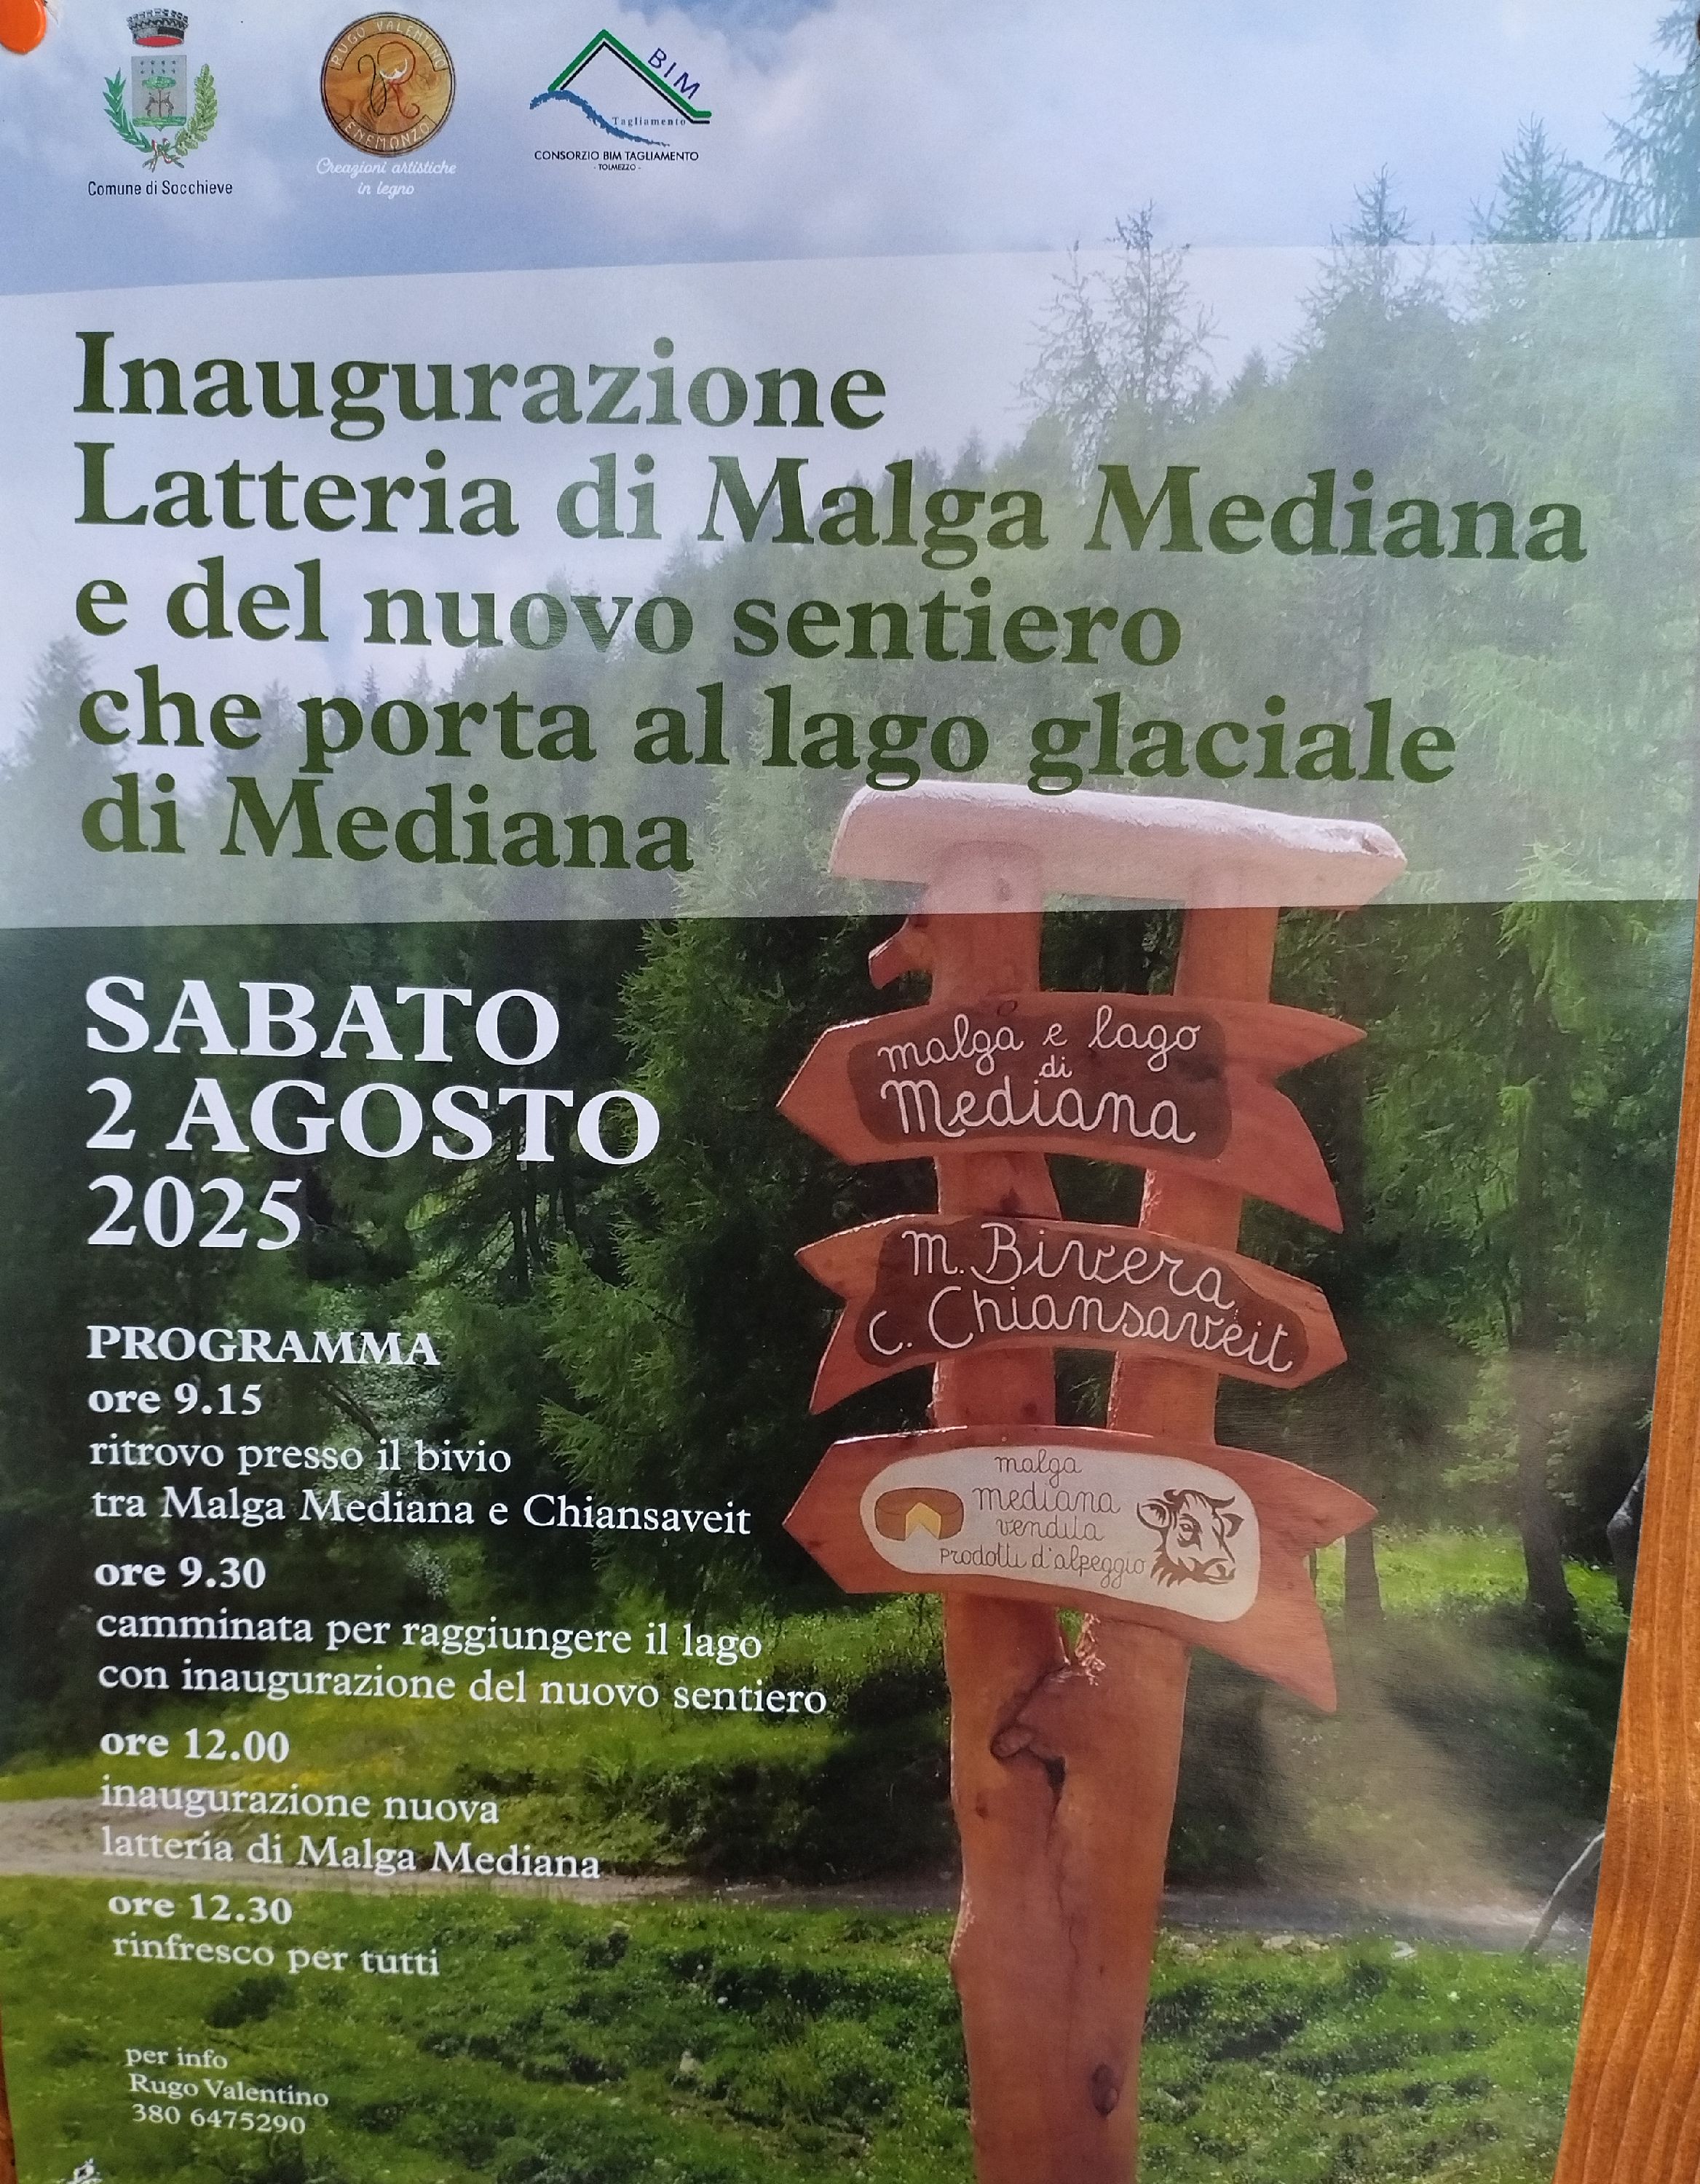 Comune di Socchieve
RUGO VALENTINO
ENEMONZO
Creazioni artistiche
in legno
BIM
Tagliamento
CONSORZIO BIM TAGLIAMENTO
- TOLMEZZO -
Inaugurazione
Latteria di Malga Mediana
e del nuovo sentiero
che porta al lago glaciale
di Mediana
SABATO
2 AGOSTO
2025
PROGRAMMA
ore 9.15
ritrovo presso il bivio
tra Malga Mediana e Chiansaveit
ore 9.30
camminata per raggiungere il lago
con inaugurazione del nuovo sentiero
ore 12.00
inaugurazione nuova
latteria di Malga Mediana
ore 12.30
rinfresco per tutti
per info
Rugo Valentino
380 6475290
malga e lago
di
Mediana
m. Bivera
c. Chiansaveit
malga
mediana
vendita
prodotti d'alpeggio